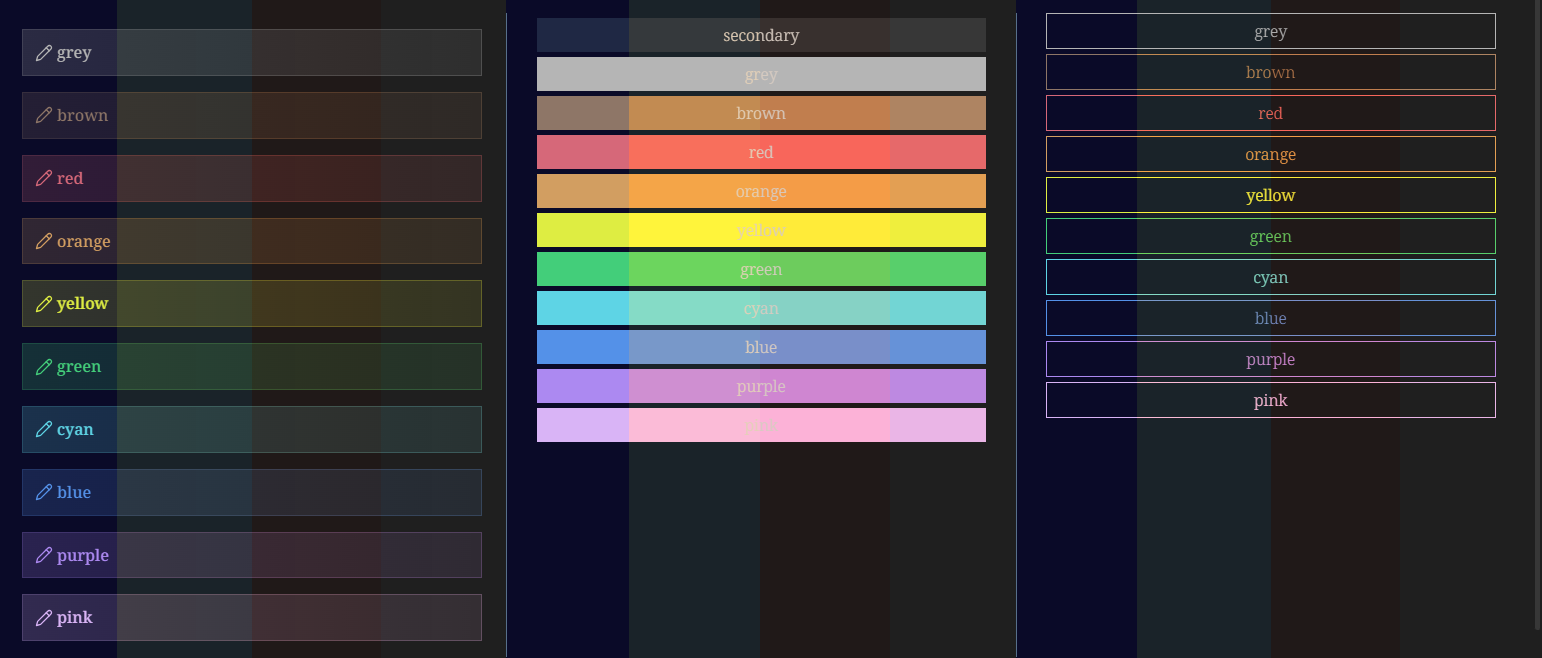 grey
brown
red
orange
yellow
green
cyan
blue
purple
pink
secondary
grey
brown
red
orange
yellow
green
cyan
blue
purple
grey
brown
red
orange
yellow
green
cyan
blue
purple
pink